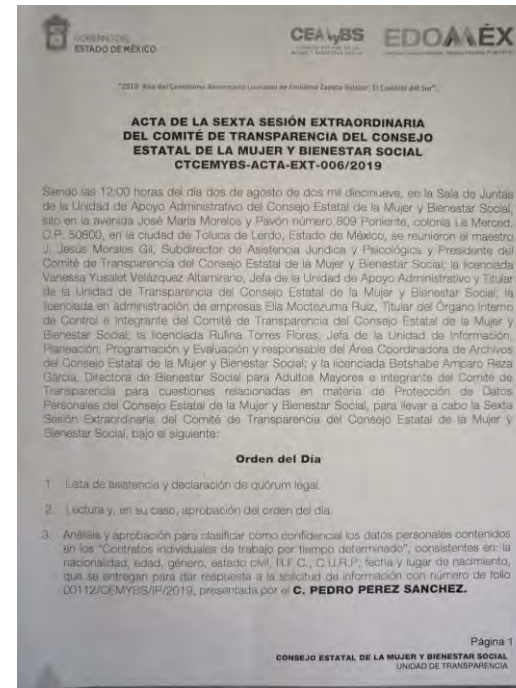 GOBIERNO DEL
ESTADO DE MÉXICO
CEMyBS
EDOMÉX
"2019. Año del Centésimo Aniversario Luctuoso de Emiliano Zapata Salazar. El Caudillo del Sur".
ACTA DE LA SEXTA SESIÓN EXTRAORDINARIA
DEL COMITÉ DE TRANSPARENCIA DEL CONSEJO
ESTATAL DE LA MUJER Y BIENESTAR SOCIAL
CTCEMYBS-ACTA-EXT-006/2019
Siendo las 12:00 horas del día dos de agosto de dos mil diecinueve, en la Sala de Juntas
de la Unidad de Apoyo Administrativo del Consejo Estatal de la Mujer y Bienestar Social,
sito en la avenida José María Morelos y Pavón número 809 Poniente, colonia La Merced,
C.P. 50800, en la ciudad de Toluca de Lerdo, Estado de México, se reunieron el maestro
J. Jesús Morales Gil, Subdirector de Asistencia Jurídica y Psicológica y Presidente del
Comité de Transparencia del Consejo Estatal de la Mujer y Bienestar Social; la licenciada
Vanessa Yusalet Velázquez Altamirano, Jefa de la Unidad de Apoyo Administrativo y Titular
de la Unidad de Transparencia del Consejo Estatal de la Mujer y Bienestar Social; la
licenciada en administración de empresas Elia Moctezuma Ruiz, Titular del Órgano Interno
de Control e Integrante del Comité de Transparencia del Consejo Estatal de la Mujer y
Bienestar Social; la licenciada Rufina Torres Flores, Jefa de la Unidad de Información,
Planeación, Programación y Evaluación y responsable del Área Coordinadora de Archivos
del Consejo Estatal de la Mujer y Bienestar Social; y la licenciada Betshabe Amparo Reza
García, Directora de Bienestar Social para Adultos Mayores e integrante del Comité de
Transparencia para cuestiones relacionadas en materia de Protección de Datos
Personales del Consejo Estatal de la Mujer y Bienestar Social, para llevar a cabo la Sexta
Sesión Extraordinaria del Comité de Transparencia del Consejo Estatal de la Mujer y
Bienestar Social, bajo el siguiente:
Orden del Día
1. Lista de asistencia y declaración de quórum legal.
2. Lectura y, en su caso, aprobación del orden del día.
3. Análisis y aprobación para clasificar como confidencial los datos personales contenidos
en los "Contratos individuales de trabajo por tiempo determinado", consistentes en: la
nacionalidad, edad, género, estado civil, R.F.C., C.U.R.P, fecha y lugar de nacimiento,
que se entregan para dar respuesta a la solicitud de información con número de folio
00112/CEMYBS/IP/2019, presentada por el C. PEDRO PEREZ SANCHEZ.
Página 1
CONSEJO ESTATAL DE LA MUJER Y BIENESTAR SOCIAL
UNIDAD DE TRANSPARENCIA